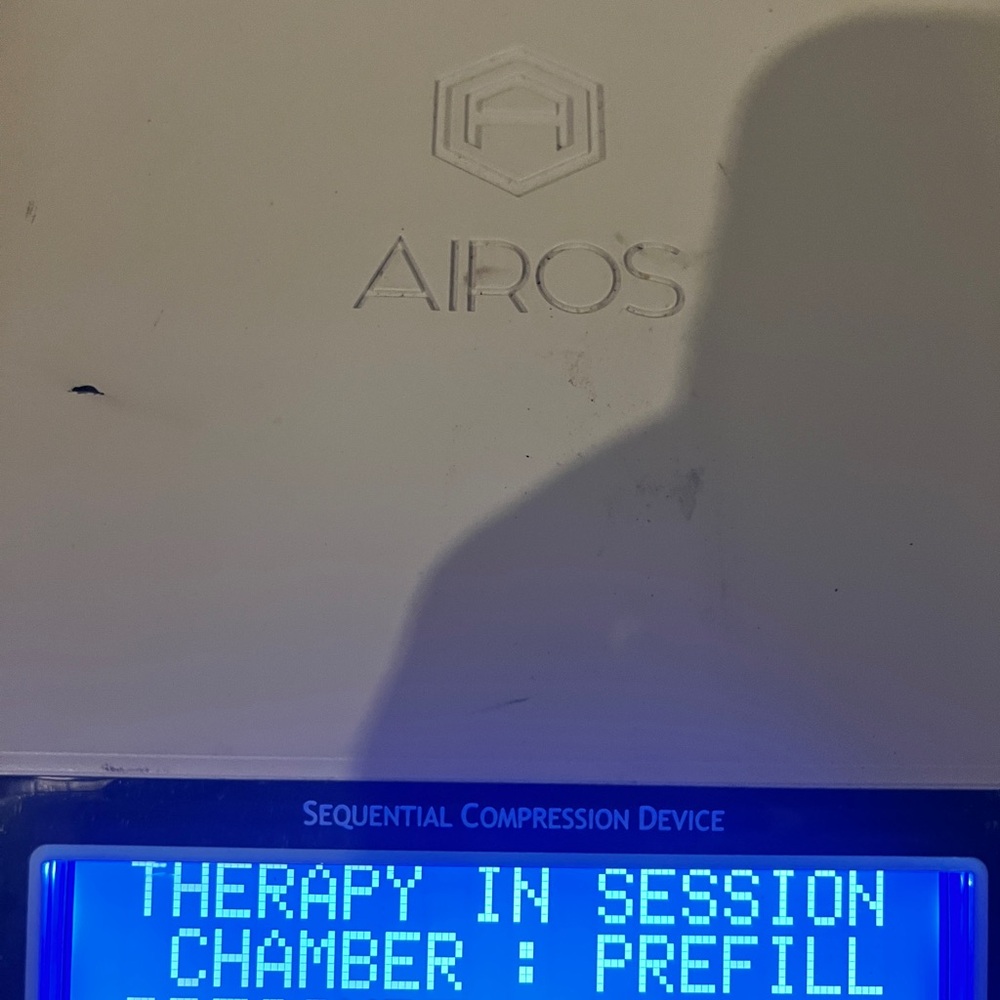 AIROS
SEQUENTIAL COMPRESSION DEVICE
THERAPY IN SESSION
CHAMBER : PREFILL